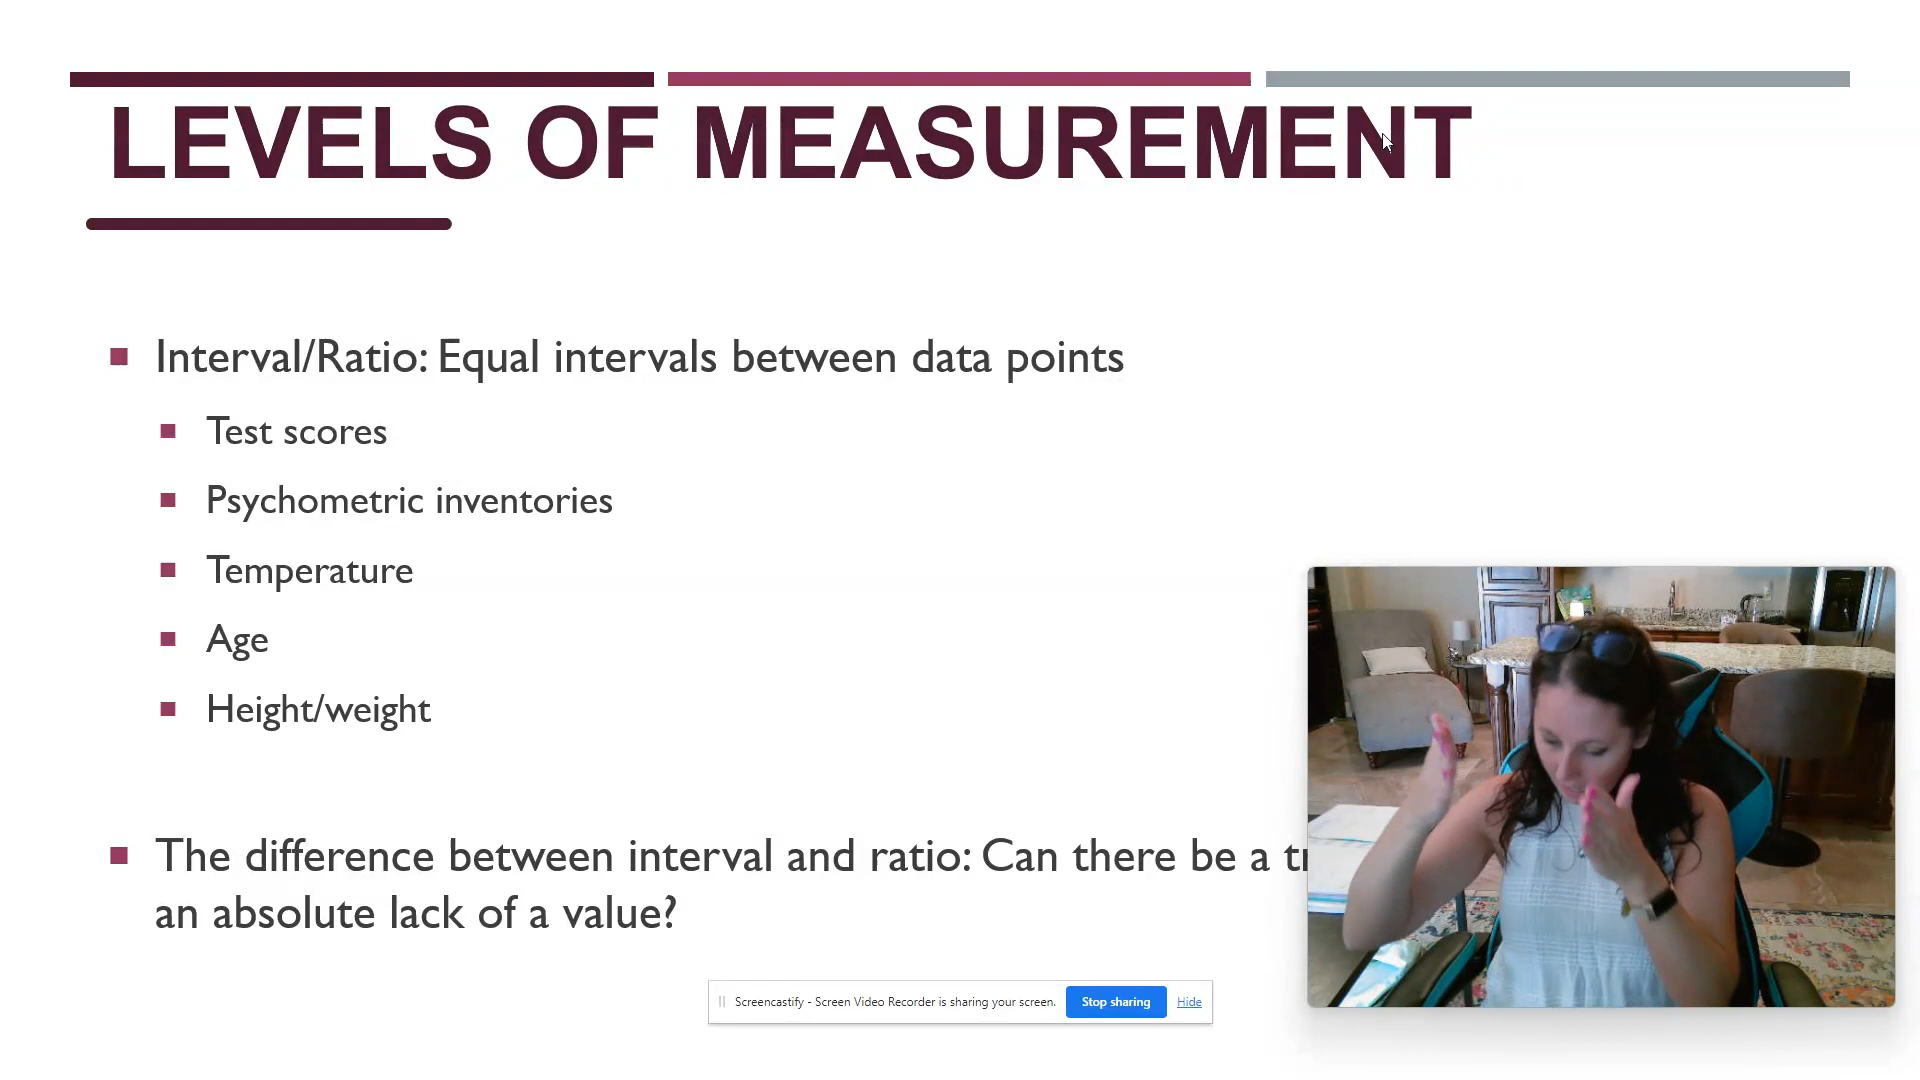 LEVELS OF MEASUREMENT
Interval/Ratio: Equal intervals between data points
Test scores
Psychometric inventories
Temperature
Age
Height/weight
The difference between interval and ratio: Can there be a
an absolute lack of a value?
Screencastify - Screen Video Recorder is sharing your screen. Stop sharing Hide